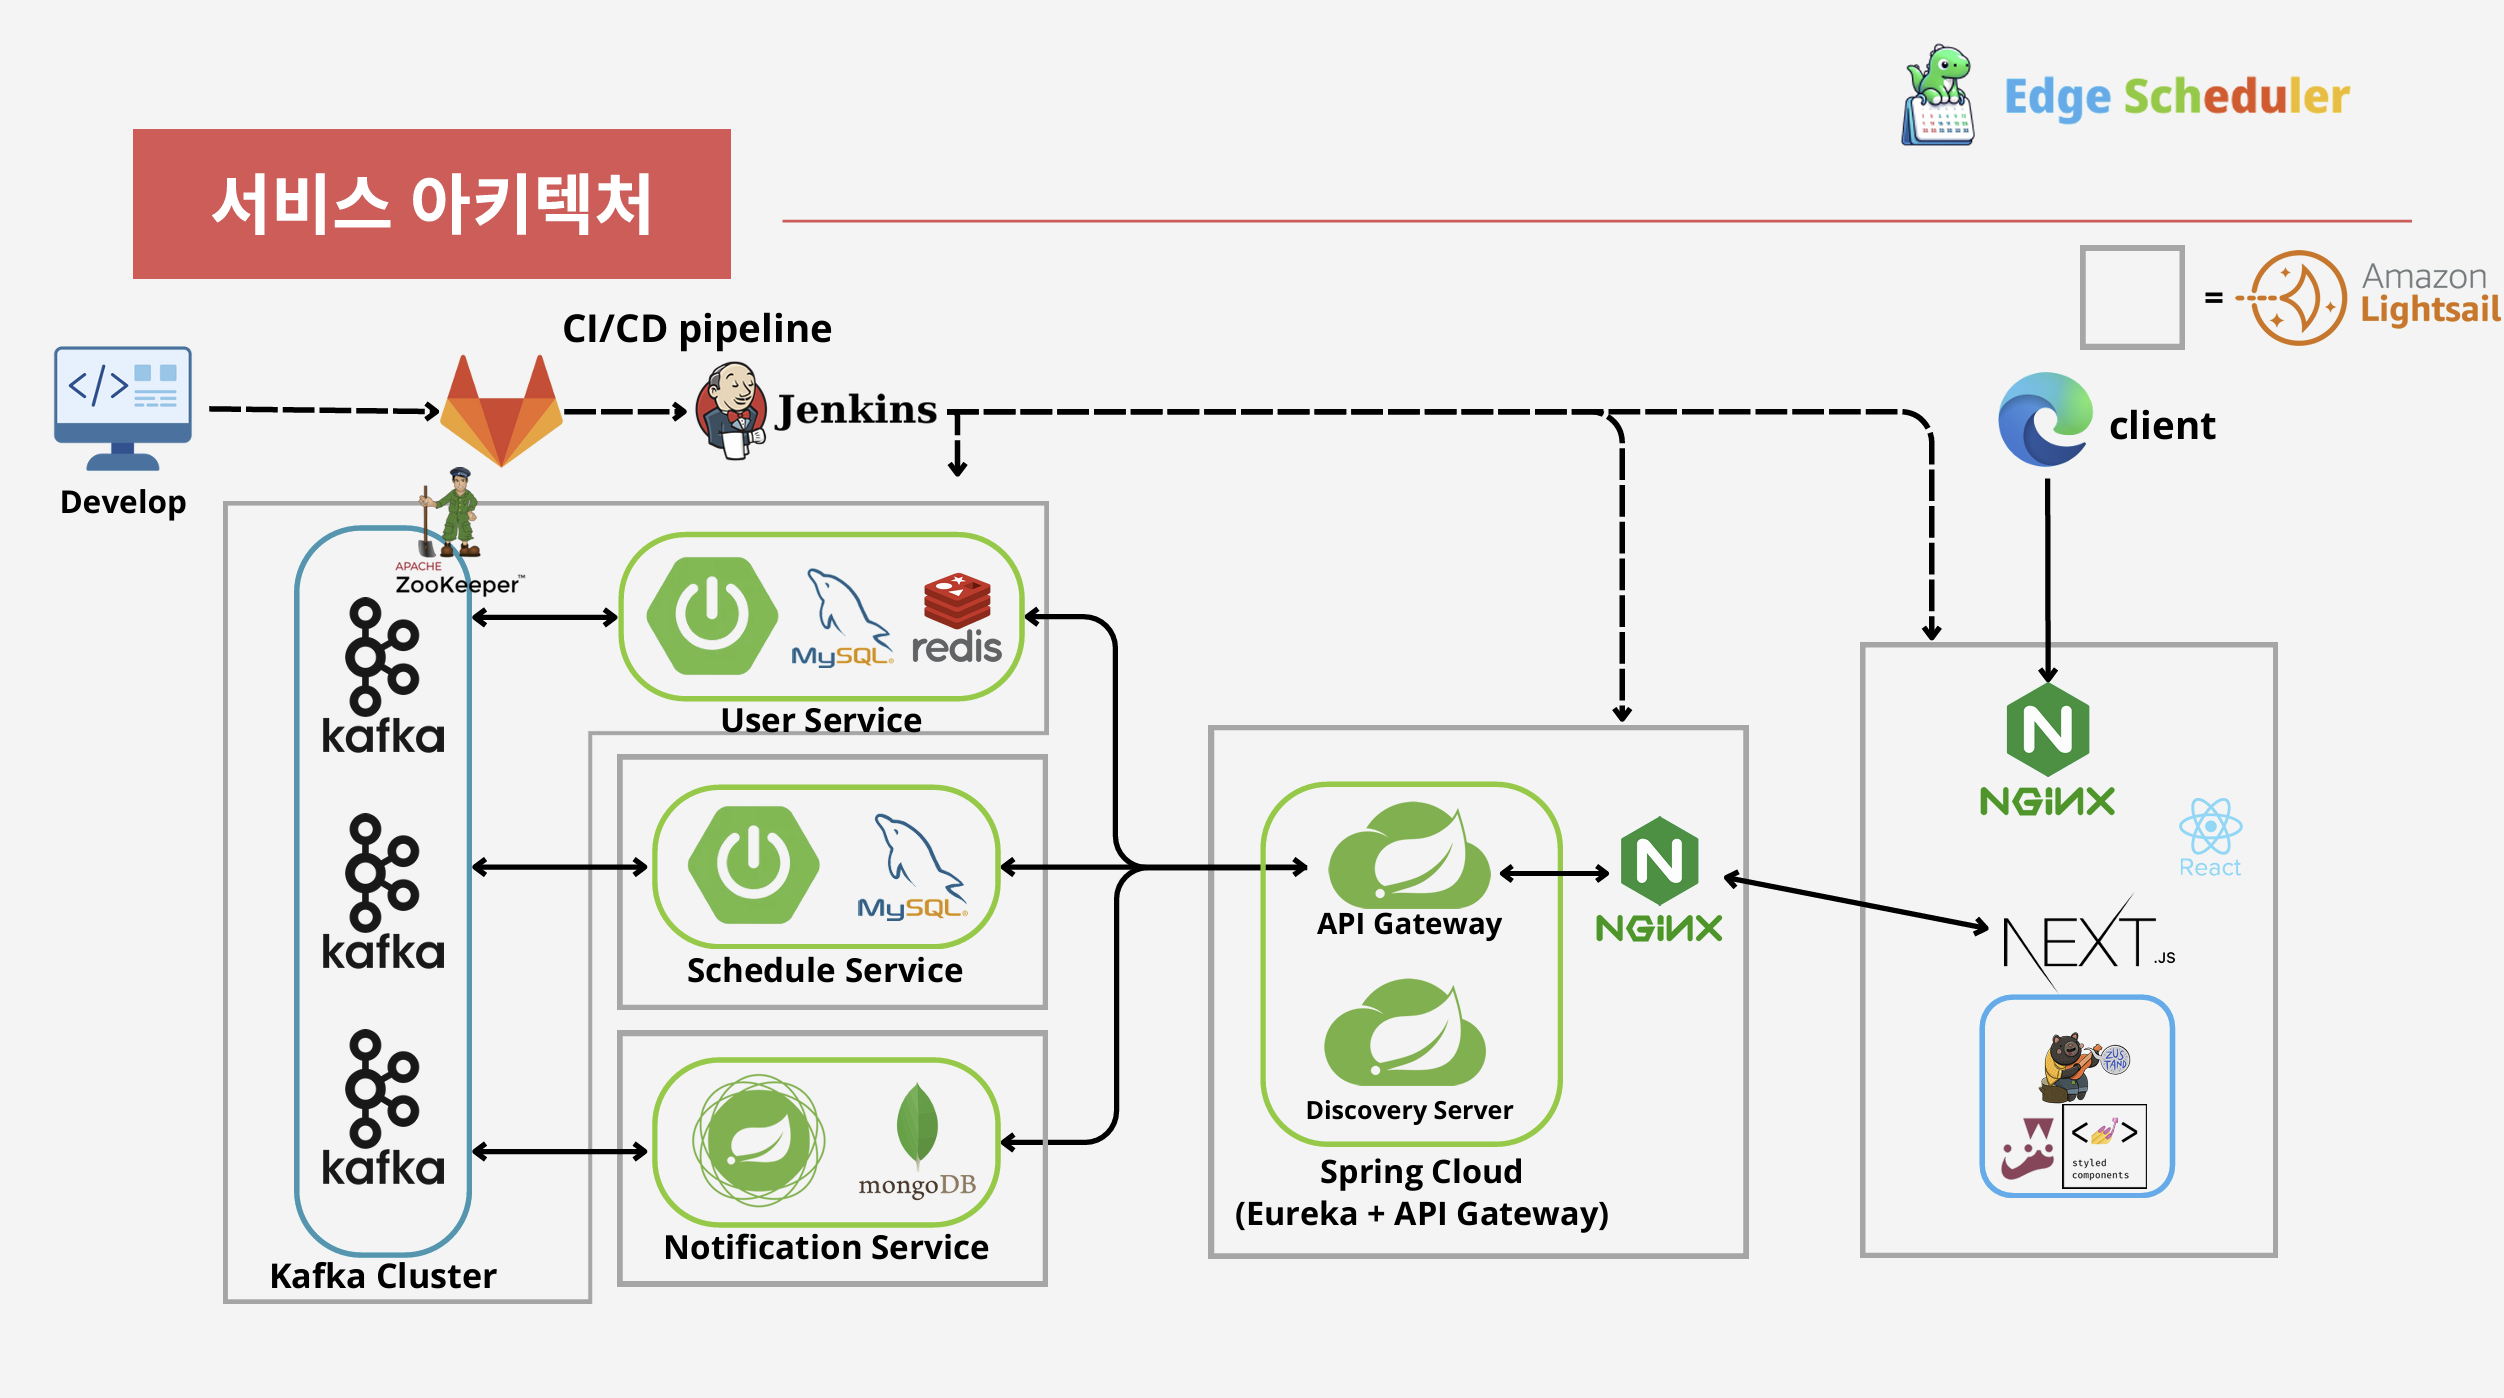 Edge Scheduler
서비스 아키텍처
=
Amazon
Lightsail
CI/CD pipeline
Jenkins
client
Develop
APACHE
ZooKeeper™
kafka
kafka
kafka
Kafka Cluster
MySQL®
redis
User Service
MySQL®
Schedule Service
mongoDB
Notification Service
API Gateway
Discovery Server
Spring Cloud
(Eureka + API Gateway)
NGiNX
NGiNX
React
NEXT.JS
ZUS
TAND
styled
components